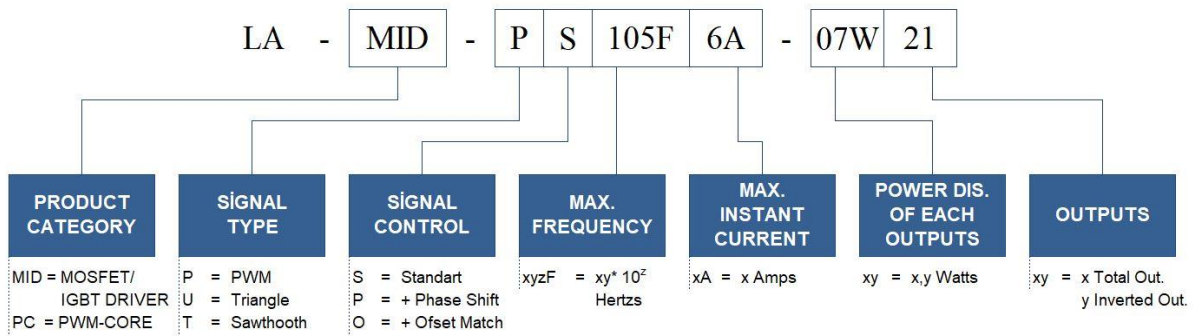 LA - MID - P S 105F 6A - 07W 21
PRODUCT
CATEGORY
MID = MOSFET/
IGBT DRIVER
PC = PWM-CORE
SİGNAL
TYPE
P = PWM
U = Triangle
T = Sawthooth
SİGNAL
CONTROL
S = Standart
P = + Phase Shift
O = + Ofset Match
MAX.
FREQUENCY
xyzF = xy* 10^z
Hertzs
MAX.
INSTANT
CURRENT
xA = x Amps
POWER DIS.
OF EACH
OUTPUTS
xy = x,y Watts
OUTPUTS
xy = x Total Out.
y Inverted Out.